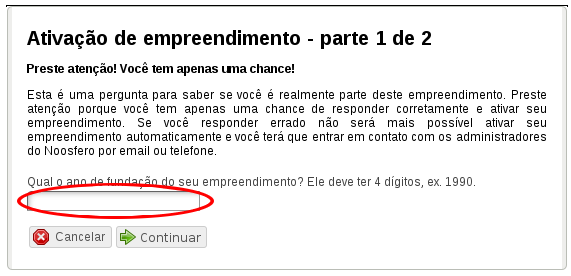 Ativação de empreendimento - parte 1 de 2
Preste atenção! Você tem apenas uma chance!
Esta é uma pergunta para saber se você é realmente parte deste empreendimento. Preste
atenção porque você tem apenas uma chance de responder corretamente e ativar seu
empreendimento. Se você responder errado não será mais possível ativar seu
empreendimento automaticamente e você terá que entrar em contato com os administradores
do Noosfero por email ou telefone.
Qual o ano de fundação do seu empreendimento? Ele deve ter 4 dígitos, ex. 1990.
Cancelar Continuar